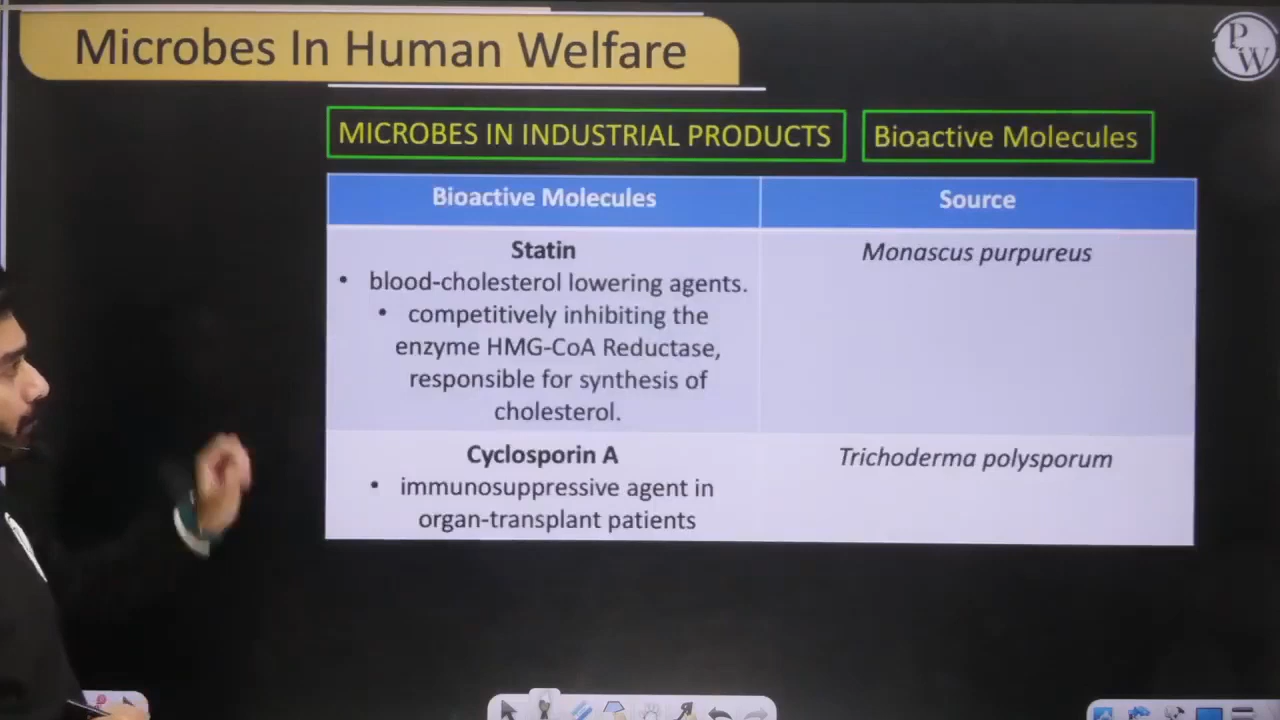 Microbes In Human Welfare
P
W
MICROBES IN INDUSTRIAL PRODUCTS
Bioactive Molecules
Bioactive Molecules
Source
Statin
Monascus purpureus
• blood-cholesterol lowering agents.
• competitively inhibiting the
enzyme HMG-CoA Reductase,
responsible for synthesis of
cholesterol.
Cyclosporin A
Trichoderma polysporum
• immunosuppressive agent in
organ-transplant patients